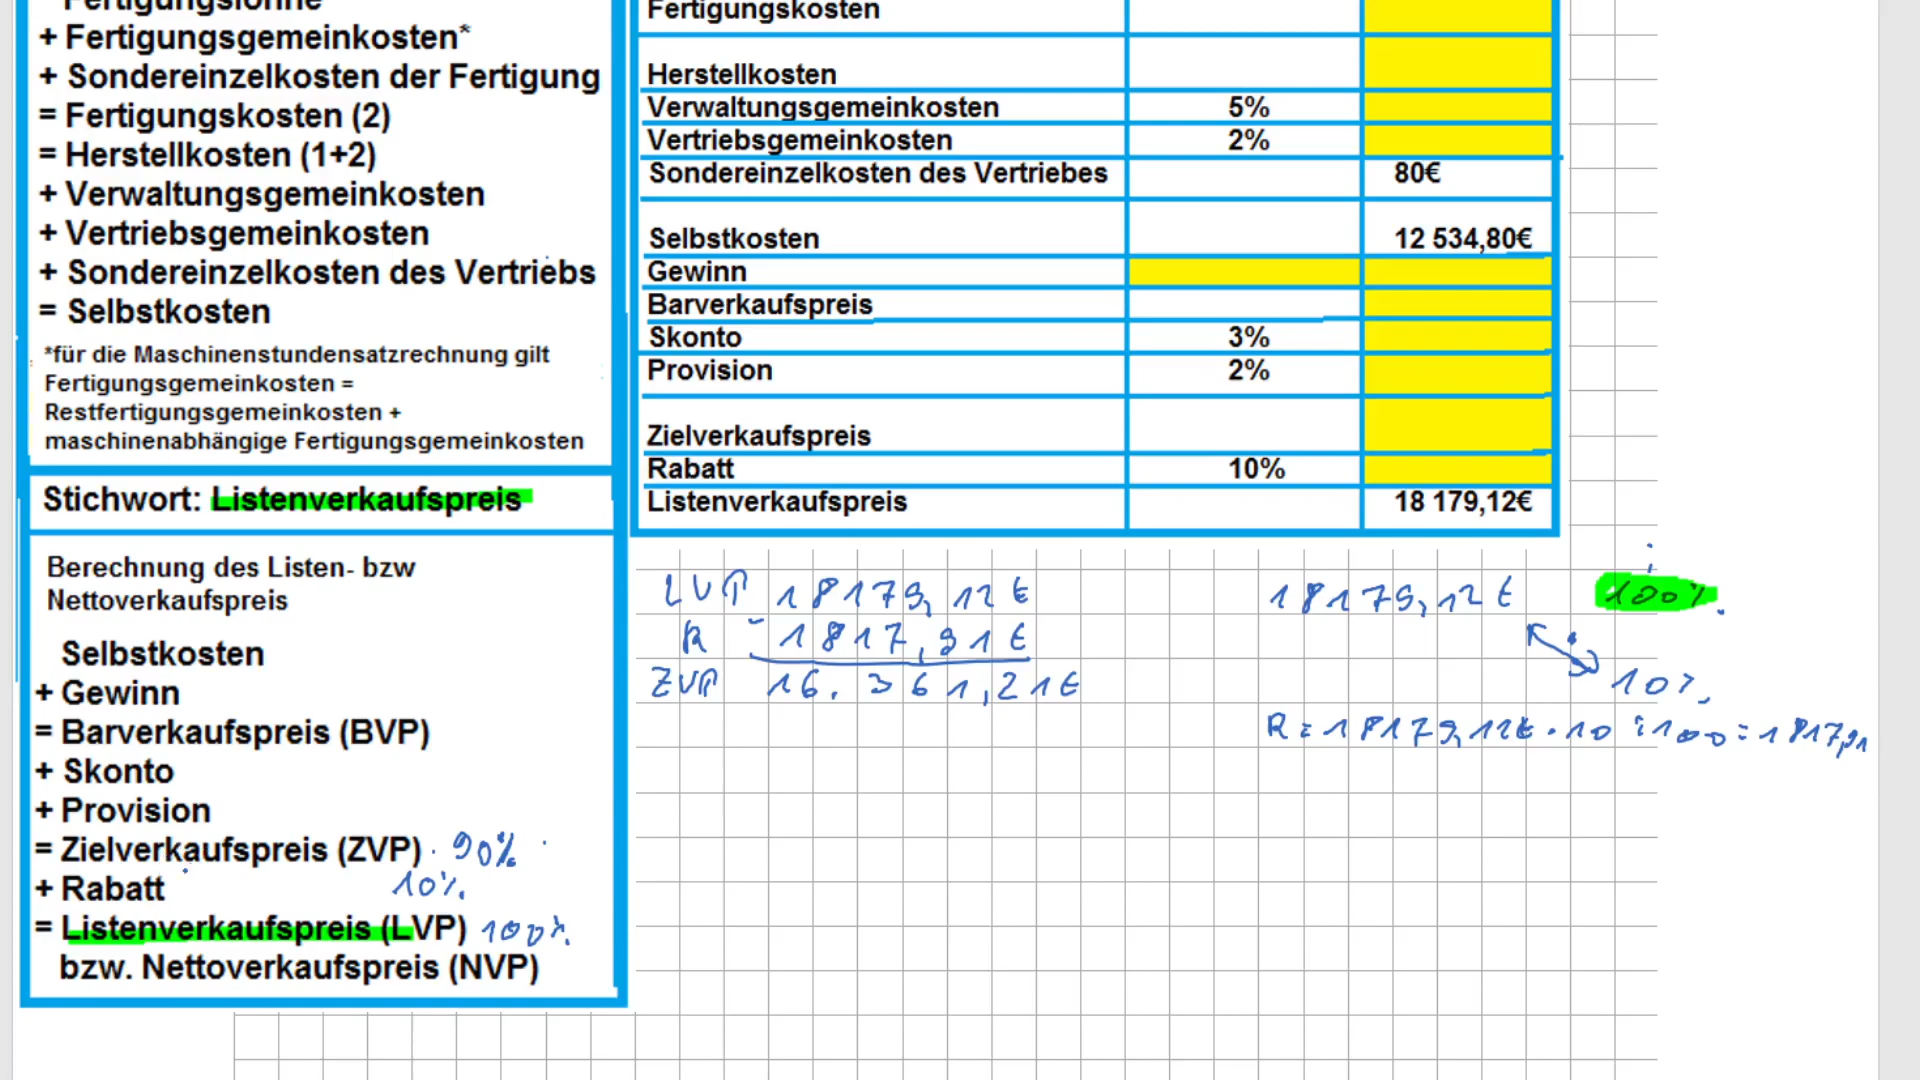 Fertigungslöhne
+ Fertigungsgemeinkosten*
+ Sondereinzelkosten der Fertigung
= Fertigungskosten (2)
= Herstellkosten (1+2)
+ Verwaltungsgemeinkosten
+ Vertriebsgemeinkosten
+ Sondereinzelkosten des Vertriebs
= Selbstkosten
*für die Maschinenstundensatzrechnung gilt
Fertigungsgemeinkosten =
Restfertigungsgemeinkosten +
maschinenabhängige Fertigungsgemeinkosten
Stichwort: Listenverkaufspreis
Berechnung des Listen- bzw
Nettoverkaufspreis
Selbstkosten
+ Gewinn
= Barverkaufspreis (BVP)
+ Skonto
+ Provision
= Zielverkaufspreis (ZVP) 90%
+ Rabatt 10%
= Listenverkaufspreis (LVP) 100%
bzw. Nettoverkaufspreis (NVP)
Fertigungskosten
Herstellkosten
Verwaltungsgemeinkosten 5%
Vertriebsgemeinkosten 2%
Sondereinzelkosten des Vertriebes 80€
Selbstkosten 12 534,80€
Gewinn
Barverkaufspreis
Skonto 3%
Provision 2%
Zielverkaufspreis
Rabatt 10%
Listenverkaufspreis 18 179,12€
LVP 18179,12€
R - 1817,91€
ZVP 16.361,21€
18179,12€ 100%
10%
R = 18179,12€ · 10 : 100 = 1817,91